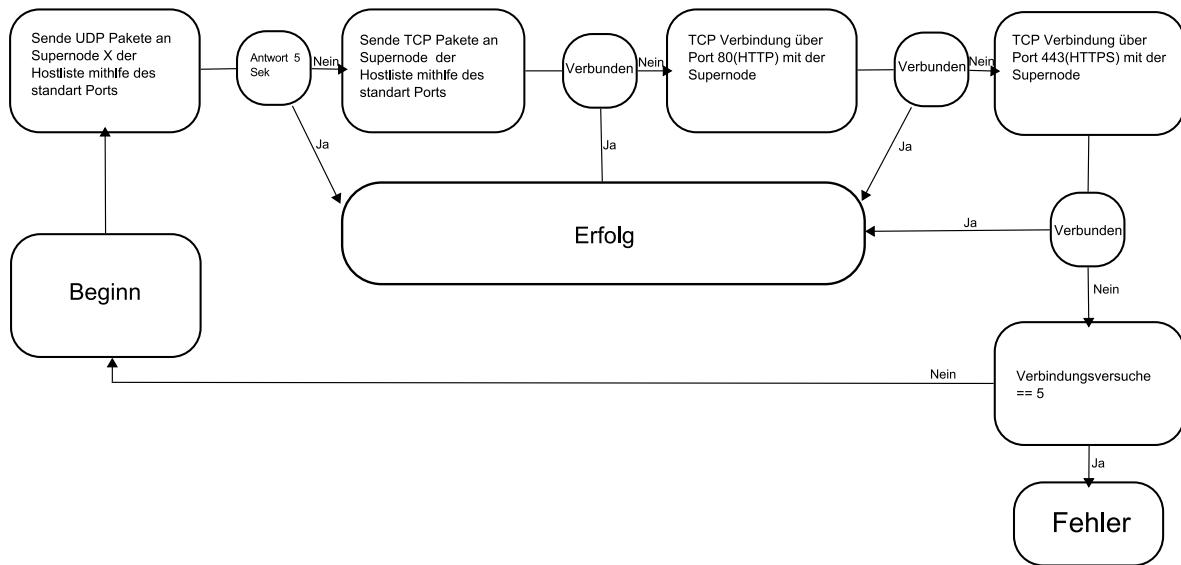 Sende UDP Pakete an
Supernode X der
Hostliste mithlfe des
standart Ports
Antwort 5
Sek
Nein
Ja
Sende TCP Pakete an
Supernode der
Hostliste mithlfe des
standart Ports
Verbunden
Nein
Ja
TCP Verbindung über
Port 80(HTTP) mit der
Supernode
Verbunden
Nein
Ja
TCP Verbindung über
Port 443(HTTPS) mit der
Supernode
Verbunden
Ja
Nein
Erfolg
Beginn
Verbindungsversuche
== 5
Nein
Ja
Fehler